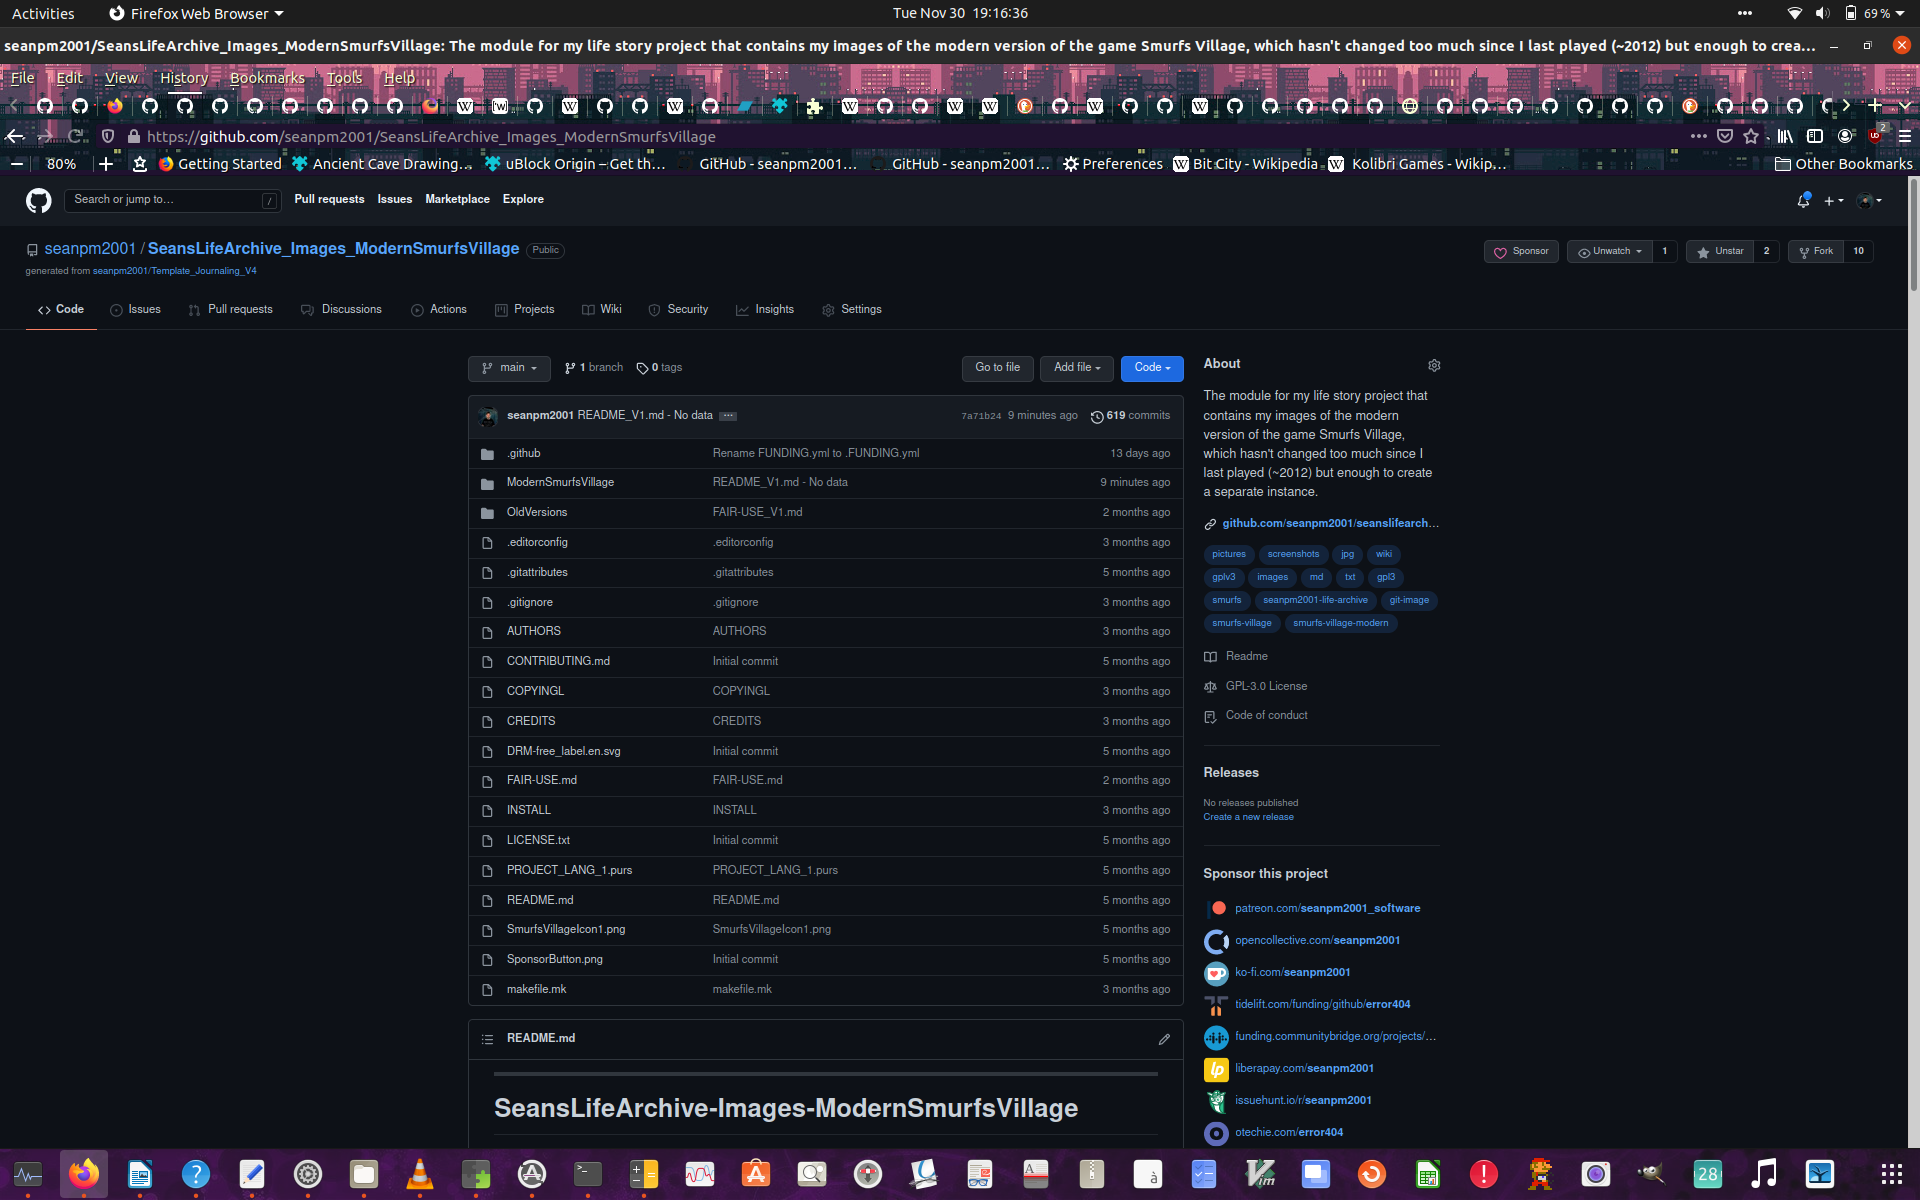 Activities Firefox Web Browser Tue Nov 30 19:16:36 69 %
seanpm2001/SeansLifeArchive_Images_ModernSmurfsVillage: The module for my life story project that contains my images of the modern version of the game Smurfs Village, which hasn't changed too much since I last played (~2012) but enough to crea...
File Edit View History Bookmarks Tools Help
https://github.com/seanpm2001/SeansLifeArchive_Images_ModernSmurfsVillage 2
80% Getting Started Ancient Cave Drawing... uBlock Origin – Get th... GitHub - seanpm2001... GitHub - seanpm2001... Preferences Bit City - Wikipedia Kolibri Games - Wikip... Other Bookmarks
Search or jump to... / Pull requests Issues Marketplace Explore
seanpm2001 / SeansLifeArchive_Images_ModernSmurfsVillage Public Sponsor Unwatch 1 Unstar 2 Fork 10
generated from seanpm2001/Template_Journaling_V4
Code Issues Pull requests Discussions Actions Projects Wiki Security Insights Settings
main 1 branch 0 tags Go to file Add file Code
seanpm2001 README_V1.md - No data ... 7a71b24 9 minutes ago 619 commits
.github Rename FUNDING.yml to .FUNDING.yml 13 days ago
ModernSmurfsVillage README_V1.md - No data 9 minutes ago
OldVersions FAIR-USE_V1.md 2 months ago
.editorconfig .editorconfig 3 months ago
.gitattributes .gitattributes 5 months ago
.gitignore .gitignore 3 months ago
AUTHORS AUTHORS 3 months ago
CONTRIBUTING.md Initial commit 5 months ago
COPYINGL COPYINGL 3 months ago
CREDITS CREDITS 3 months ago
DRM-free_label.en.svg Initial commit 5 months ago
FAIR-USE.md FAIR-USE.md 2 months ago
INSTALL INSTALL 3 months ago
LICENSE.txt Initial commit 5 months ago
PROJECT_LANG_1.purs PROJECT_LANG_1.purs 5 months ago
README.md README.md 5 months ago
SmurfsVillageIcon1.png SmurfsVillageIcon1.png 5 months ago
SponsorButton.png Initial commit 5 months ago
makefile.mk makefile.mk 3 months ago
README.md
SeansLifeArchive-Images-ModernSmurfsVillage
About
The module for my life story project that
contains my images of the modern
version of the game Smurfs Village,
which hasn't changed too much since I
last played (~2012) but enough to create
a separate instance.
github.com/seanpm2001/seanslifearch...
pictures screenshots jpg wiki
gplv3 images md txt gpl3
smurfs seanpm2001-life-archive git-image
smurfs-village smurfs-village-modern
Readme
GPL-3.0 License
Code of conduct
Releases
No releases published
Create a new release
Sponsor this project
patreon.com/seanpm2001_software
opencollective.com/seanpm2001
ko-fi.com/seanpm2001
tidelift.com/funding/github/error404
funding.communitybridge.org/projects/...
liberapay.com/seanpm2001
issuehunt.io/r/seanpm2001
otechie.com/error404
28